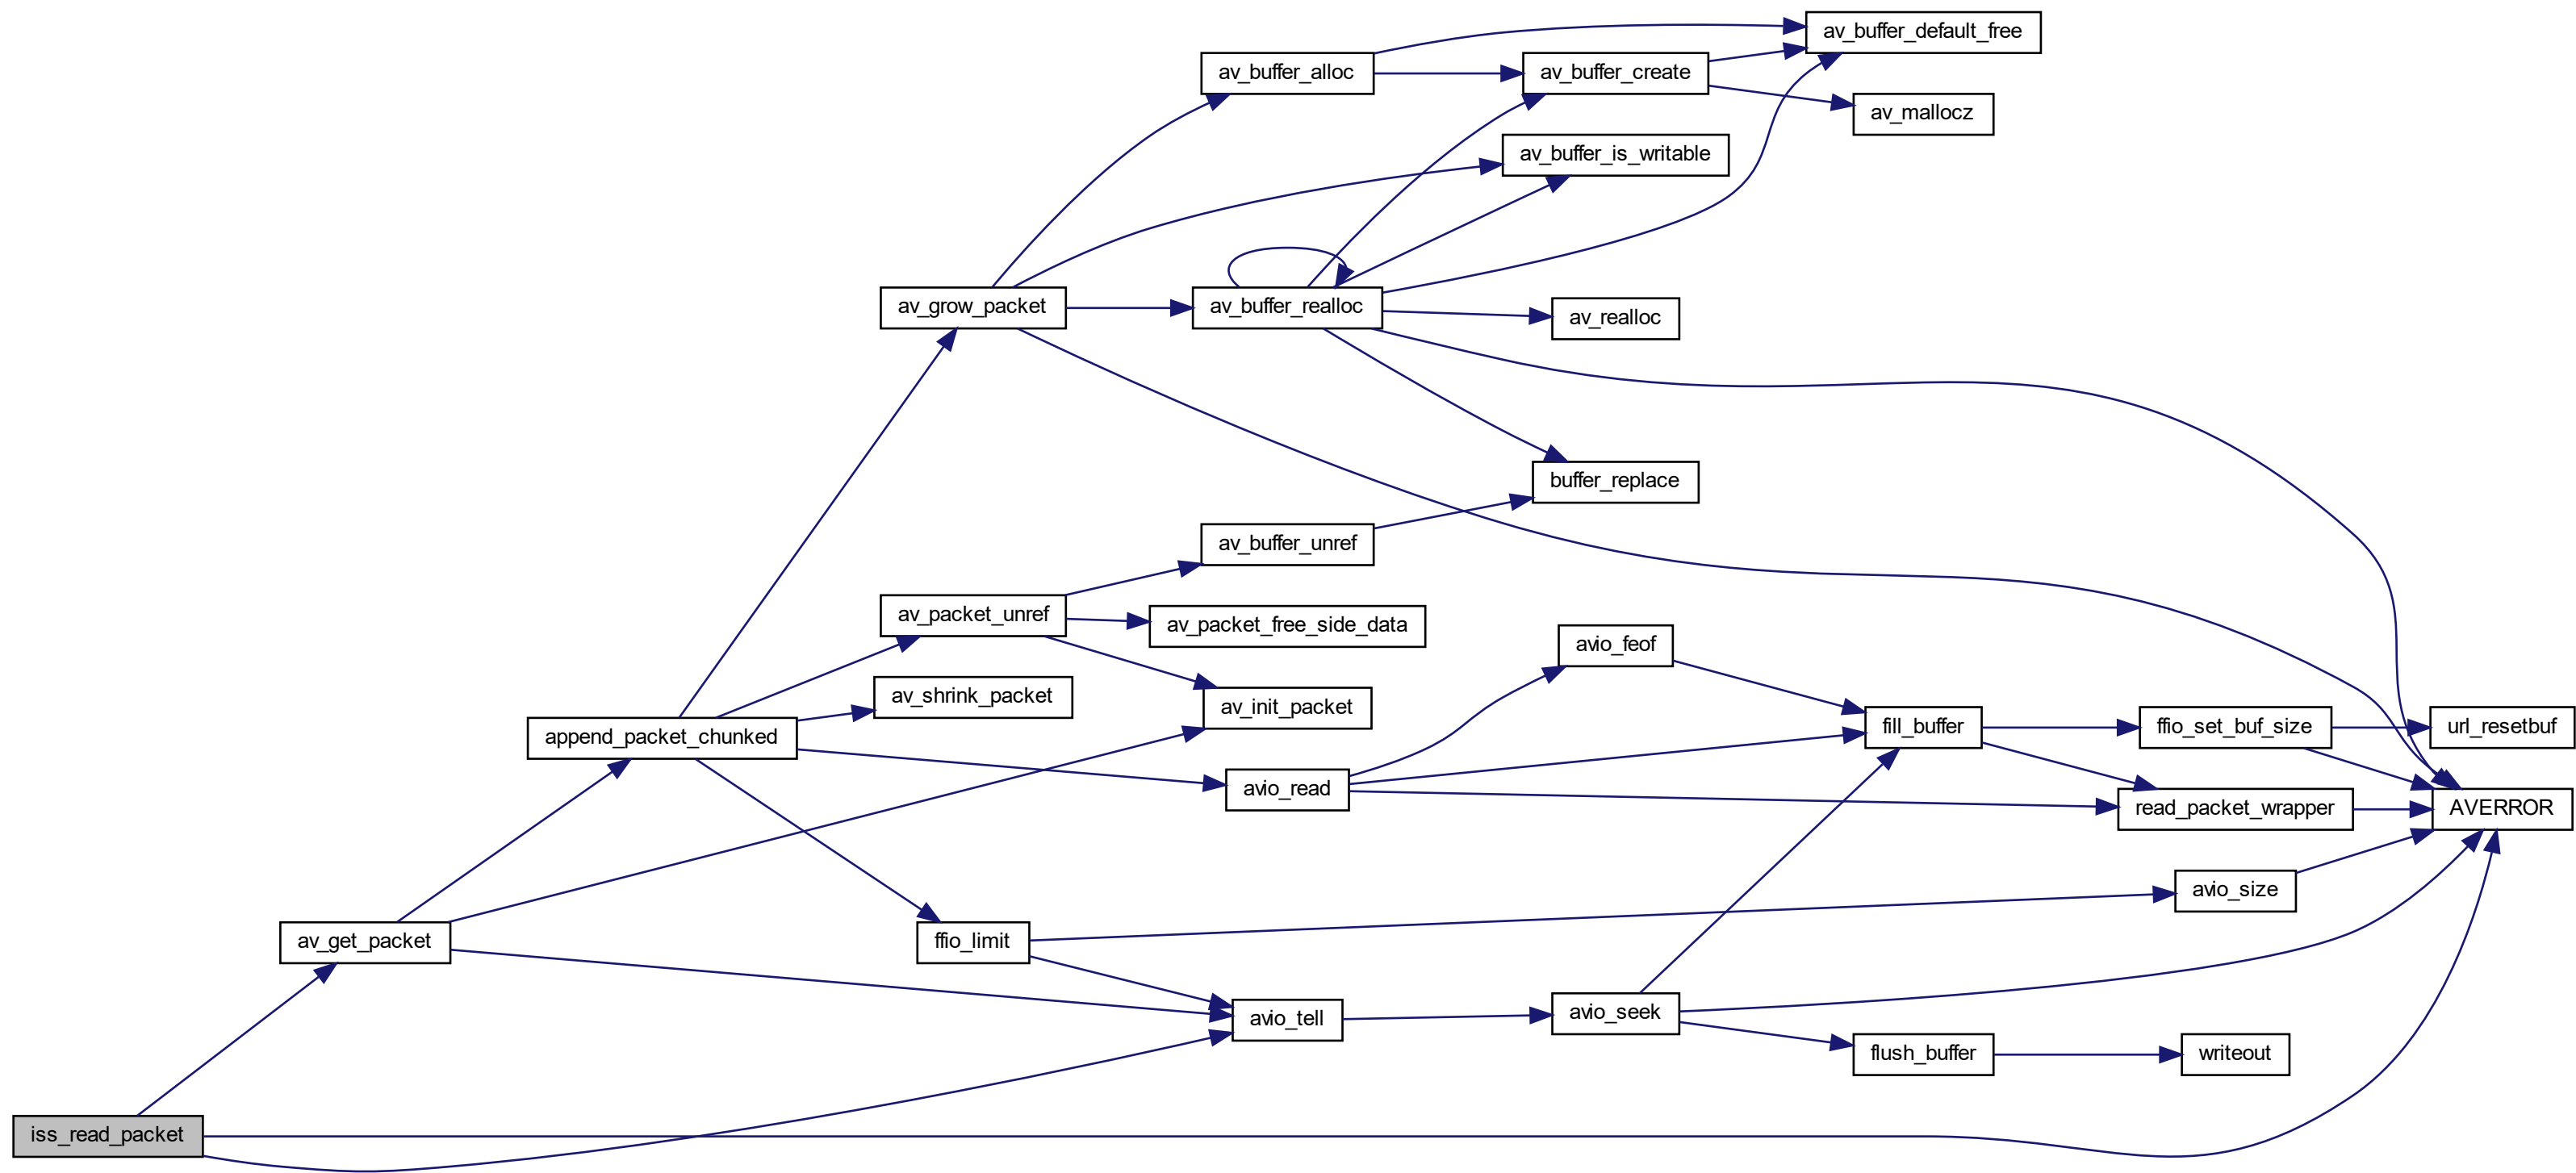 av_buffer_default_free
av_buffer_alloc
av_buffer_create
av_mallocz
av_buffer_is_writable
av_grow_packet
av_buffer_realloc
av_realloc
buffer_replace
av_buffer_unref
av_packet_unref
av_packet_free_side_data
avio_feof
av_shrink_packet
av_init_packet
append_packet_chunked
fill_buffer
ffio_set_buf_size
url_resetbuf
avio_read
read_packet_wrapper
AVERROR
avio_size
av_get_packet
ffio_limit
avio_tell
avio_seek
flush_buffer
writeout
iss_read_packet